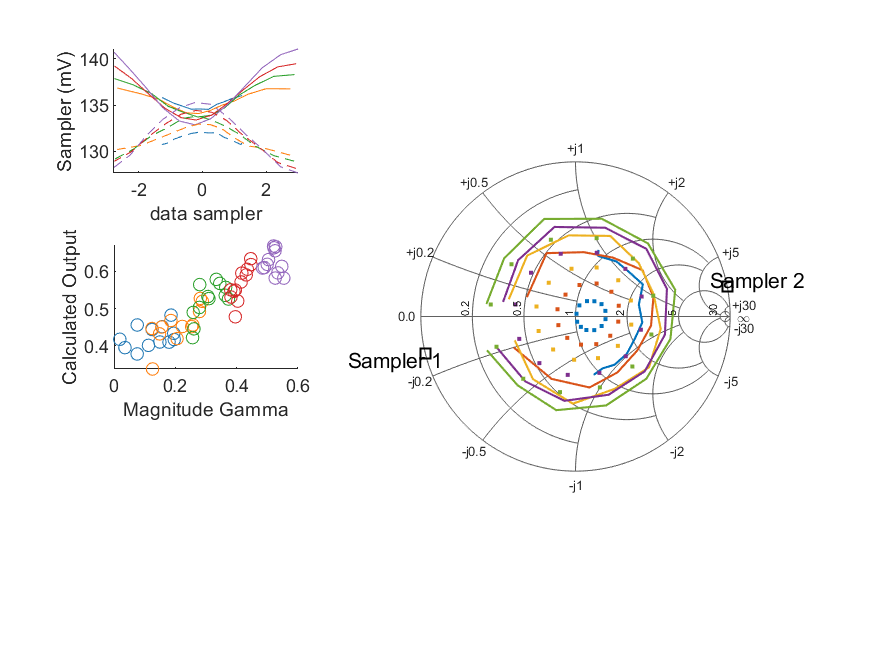 140
135
130
Sampler (mV)
-2
0
2
data sampler
0.6
0.5
0.4
Calculated Output
0
0.2
0.4
0.6
Magnitude Gamma
+j1
+j0.5
+j2
+j0.2
+j5
Sampler 2
+j30
0.0
0.2
0.5
1
2
5
30
∞
-j30
Sampler 1
-j0.2
-j5
-j0.5
-j2
-j1